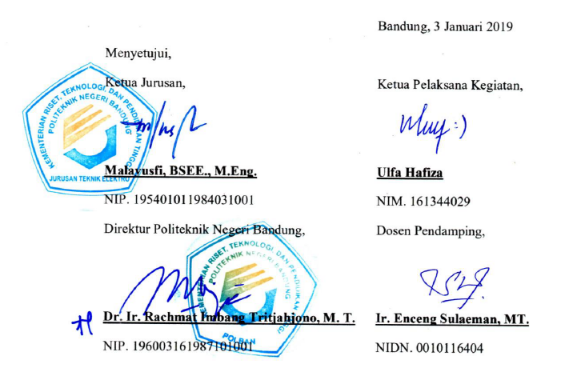 Bandung, 3 Januari 2019
Menyetujui,
Ketua Jurusan,
Ketua Pelaksana Kegiatan,
KEMENTERIAN RISET, TEKNOLOGI, DAN PENDIDIKAN TINGGI
POLITEKNIK NEGERI BANDUNG
JURUSAN TEKNIK ELEKTRO
Malayusfi, BSEE., M.Eng.
Ulfa Hafiza
NIP. 195401011984031001
NIM. 161344029
Direktur Politeknik Negeri Bandung,
Dosen Pendamping,
KEMENTERIAN RISET, TEKNOLOGI, DAN PENDIDIKAN
POLITEKNIK NEGERI BANDUNG
POLBAN
Dr. Ir. Rachmat Imbang Tritjahjono, M. T.
Ir. Enceng Sulaeman, MT.
NIP. 196003161987101001
NIDN. 0010116404